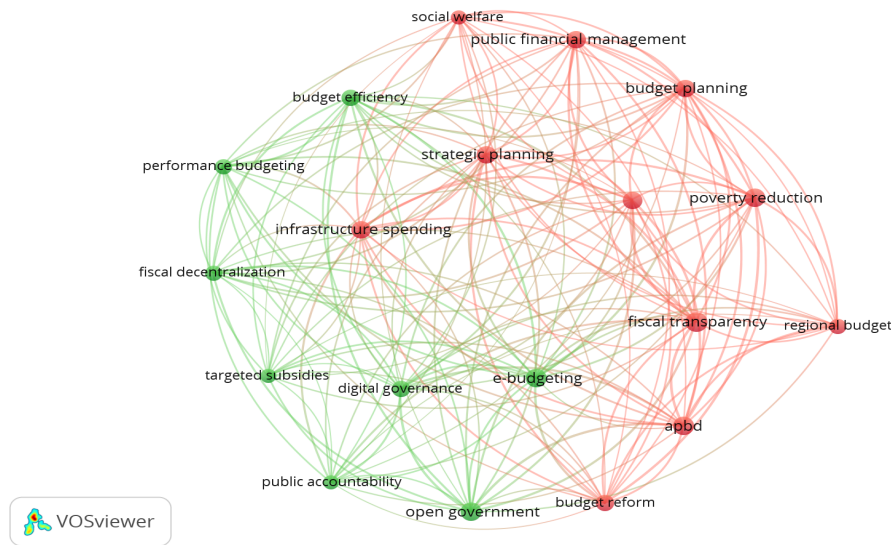 social welfare
public financial management
budget planning
budget efficiency
strategic planning
performance budgeting
poverty reduction
infrastructure spending
fiscal decentralization
fiscal transparency
regional budget
targeted subsidies
digital governance
e-budgeting
apbd
public accountability
open government
budget reform
VOSviewer